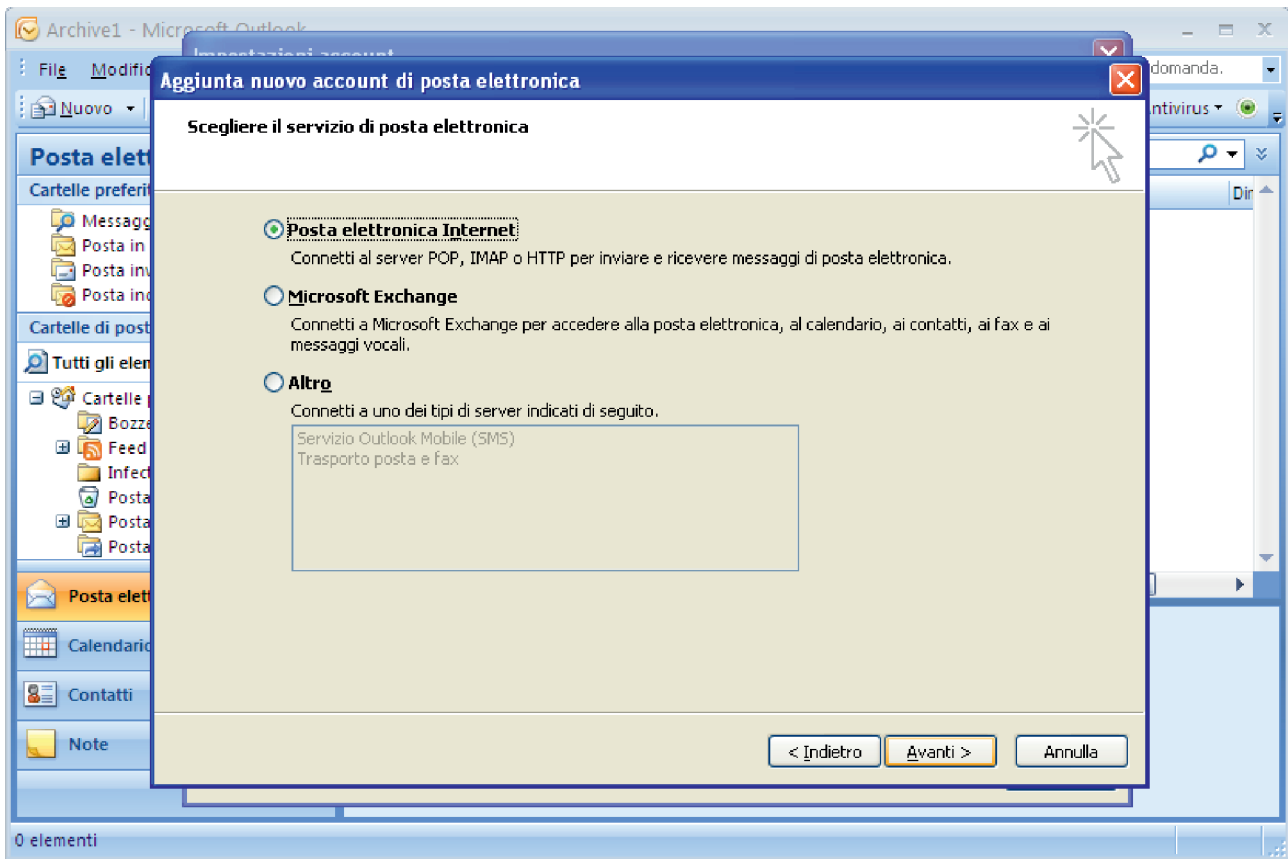 Archive1 - Microsoft Outlook
Impostazioni account
File Modific
domanda.
Aggiunta nuovo account di posta elettronica
Nuovo
ntivirus
Scegliere il servizio di posta elettronica
Posta elett
Cartelle preferit
Dir
Messagg
Posta in
Posta inv
Posta ind
Cartelle di post
Tutti gli elem
Cartelle p
Bozze
Feed
Infect
Posta
Posta
Posta
Posta elettronica Internet
Connetti al server POP, IMAP o HTTP per inviare e ricevere messaggi di posta elettronica.
Microsoft Exchange
Connetti a Microsoft Exchange per accedere alla posta elettronica, al calendario, ai contatti, ai fax e ai
messaggi vocali.
Altro
Connetti a uno dei tipi di server indicati di seguito.
Servizio Outlook Mobile (SMS)
Trasporto posta e fax
Posta elett
Calendario
Contatti
Note
< Indietro
Avanti >
Annulla
0 elementi